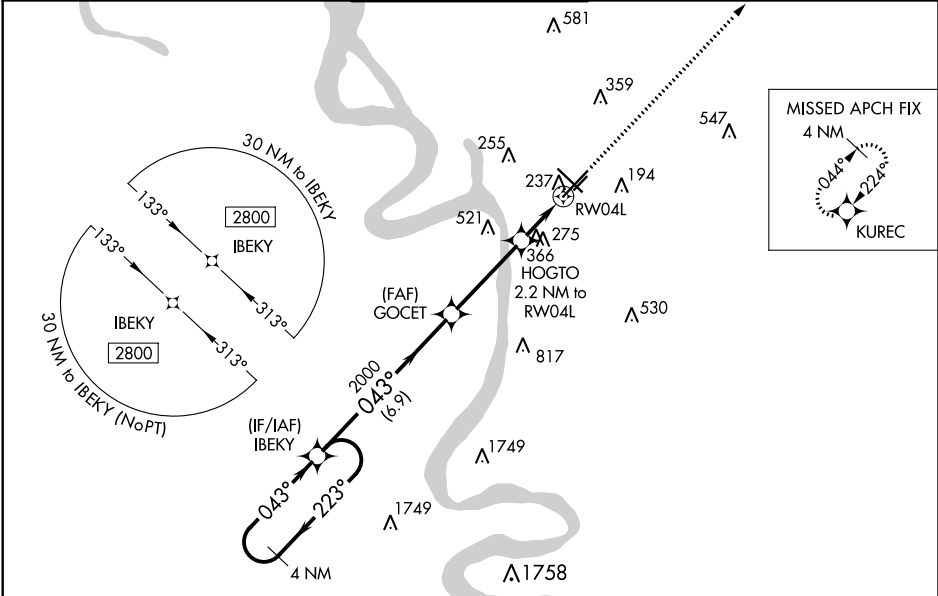 581
359
547
255
237
194
RW04L
521
275
366
HOGTO
2.2 NM to
RW04L
MISSED APCH FIX
4 NM
044°
224°
KUREC
30 NM to IBEKY
133°
2800
IBEKY
313°
133°
IBEKY
2800
313°
30 NM to IBEKY (NoPT)
(FAF)
GOCET
530
817
2000
043°
(6.9)
(IF/IAF)
IBEKY
1749
043°
223°
1749
4 NM
1758